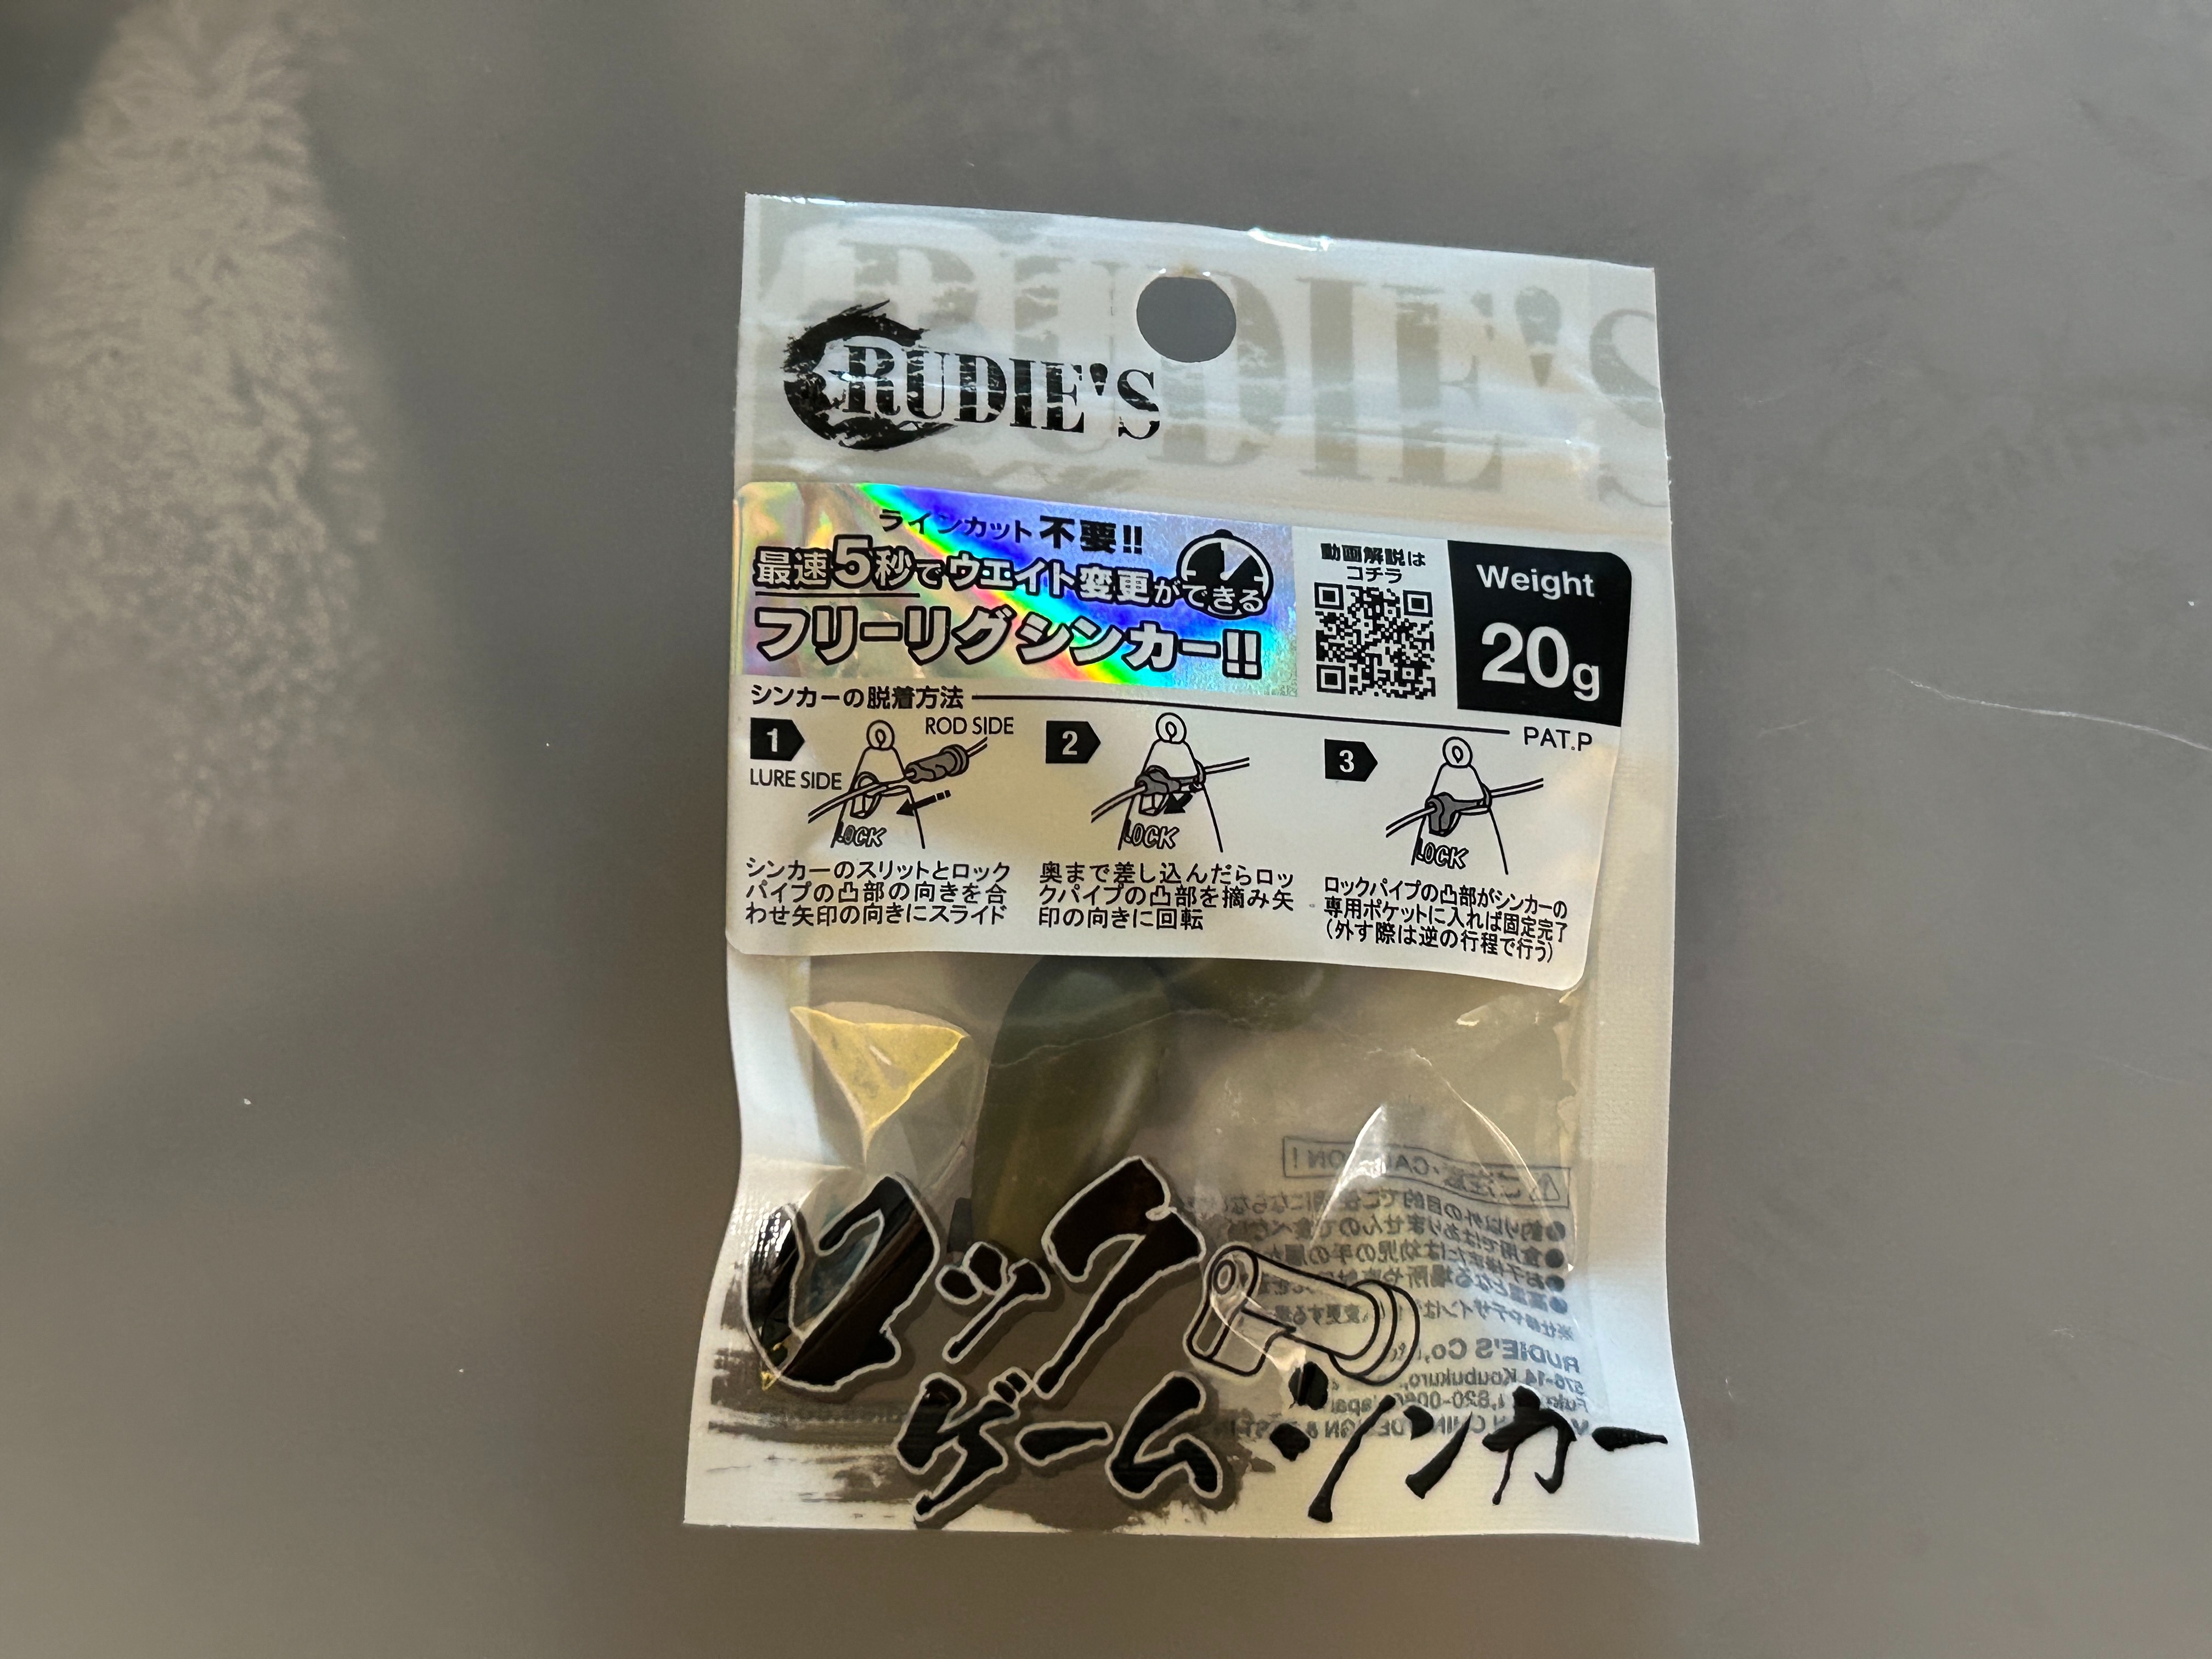 RUDIE'S
RUDIE'S
ラインカット不要!!
最速5秒でウエイト変更ができる
フリーリグシンカー!!
動画解説は
コチラ
Weight
20g
シンカーの脱着方法
PAT.P
1
ROD SIDE
LURE SIDE
LOCK
シンカーのスリットとロック
パイプの凸部の向きを合
わせ矢印の向きにスライド
2
LOCK
奥まで差し込んだらロッ
クパイプの凸部を摘み矢
印の向きに回転
3
LOCK
ロックパイプの凸部がシンカーの
専用ポケットに入れば固定完了
(外す際は逆の行程で行う)
ロック
ゲーム・シンカー
RUDIE'S Co.,
576-14 Koubukuro,